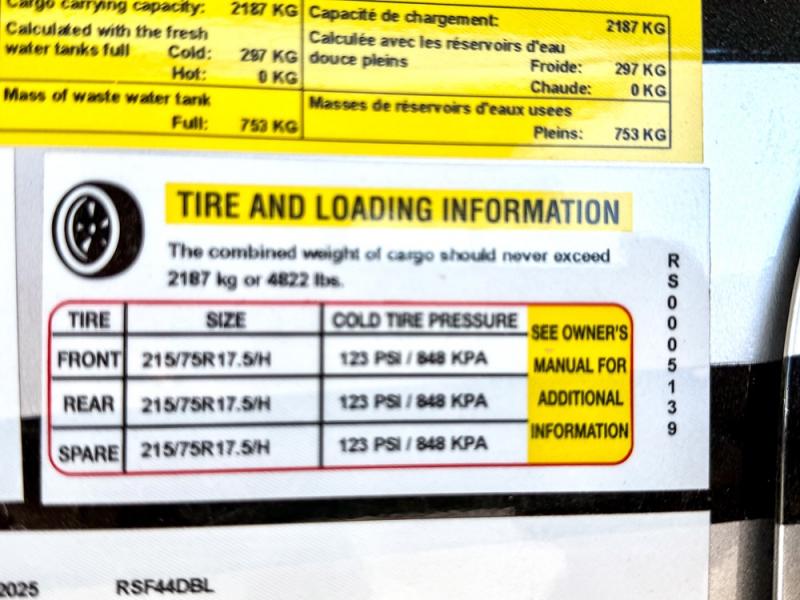 Cargo carrying capacity: 2187 KG
Calculated with the fresh
water tanks full Cold: 297 KG
Hot: 0 KG
Mass of waste water tank
Full: 753 KG
Capacité de chargement: 2187 KG
Calculée avec les réservoirs d'eau
douce pleins
Froide: 297 KG
Chaude: 0 KG
Masses de réservoirs d'eaux usees
Pleins: 753 KG
TIRE AND LOADING INFORMATION
The combined weight of cargo should never exceed
2187 kg or 4822 lbs.
TIRE SIZE COLD TIRE PRESSURE
FRONT 215/75R17.5/H 123 PSI / 848 KPA
REAR 215/75R17.5/H 123 PSI / 848 KPA
SPARE 215/75R17.5/H 123 PSI / 848 KPA
SEE OWNER'S
MANUAL FOR
ADDITIONAL
INFORMATION
RS0005139
2025 RSF44DBL